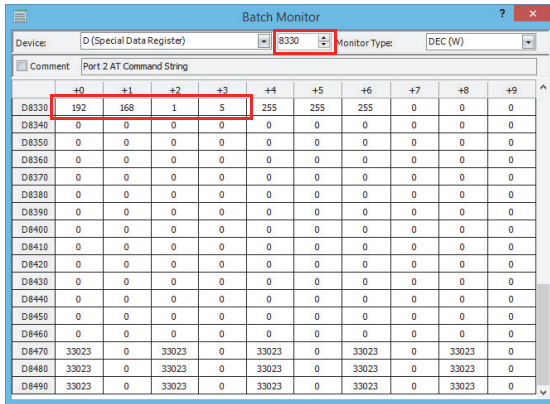 Batch Monitor ? ×
Device: D (Special Data Register) 8330 Monitor Type: DEC (W)
Comment Port 2 AT Command String
+0 +1 +2 +3 +4 +5 +6 +7 +8 +9
D8330 192 168 1 5 255 255 255 0 0 0
D8340 0 0 0 0 0 0 0 0 0 0
D8350 0 0 0 0 0 0 0 0 0 0
D8360 0 0 0 0 0 0 0 0 0 0
D8370 0 0 0 0 0 0 0 0 0 0
D8380 0 0 0 0 0 0 0 0 0 0
D8390 0 0 0 0 0 0 0 0 0 0
D8400 0 0 0 0 0 0 0 0 0 0
D8410 0 0 0 0 0 0 0 0 0 0
D8420 0 0 0 0 0 0 0 0 0 0
D8430 0 0 0 0 0 0 0 0 0 0
D8440 0 0 0 0 0 0 0 0 0 0
D8450 0 0 0 0 0 0 0 0 0 0
D8460 0 0 0 0 0 0 0 0 0 0
D8470 33023 0 33023 0 33023 0 33023 0 33023 0
D8480 33023 0 33023 0 33023 0 33023 0 33023 0
D8490 33023 0 33023 0 33023 0 33023 0 33023 0